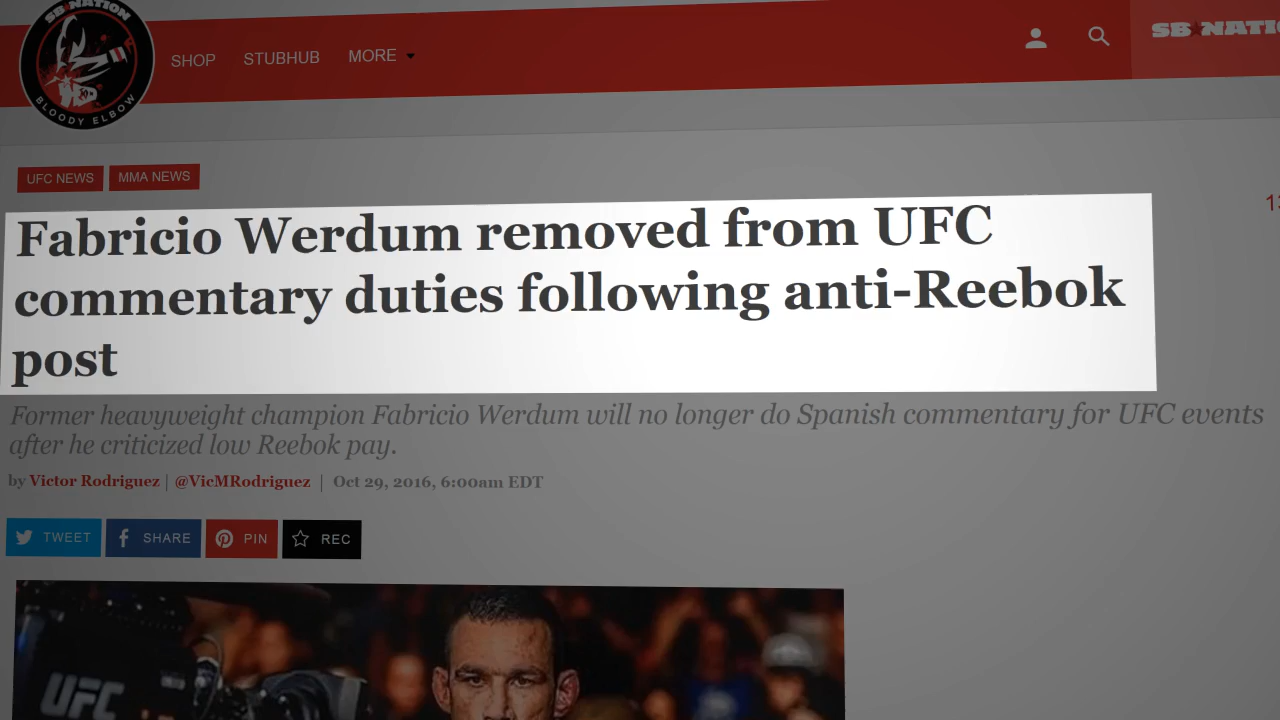 SB★NATION
BLOODY ELBOW
SHOP STUBHUB MORE
SB★NATI
UFC NEWS MMA NEWS
Fabricio Werdum removed from UFC
commentary duties following anti-Reebok
post
Former heavyweight champion Fabricio Werdum will no longer do Spanish commentary for UFC events
after he criticized low Reebok pay.
by Victor Rodriguez | @VicMRodriguez | Oct 29, 2016, 6:00am EDT
TWEET SHARE PIN REC
UFC